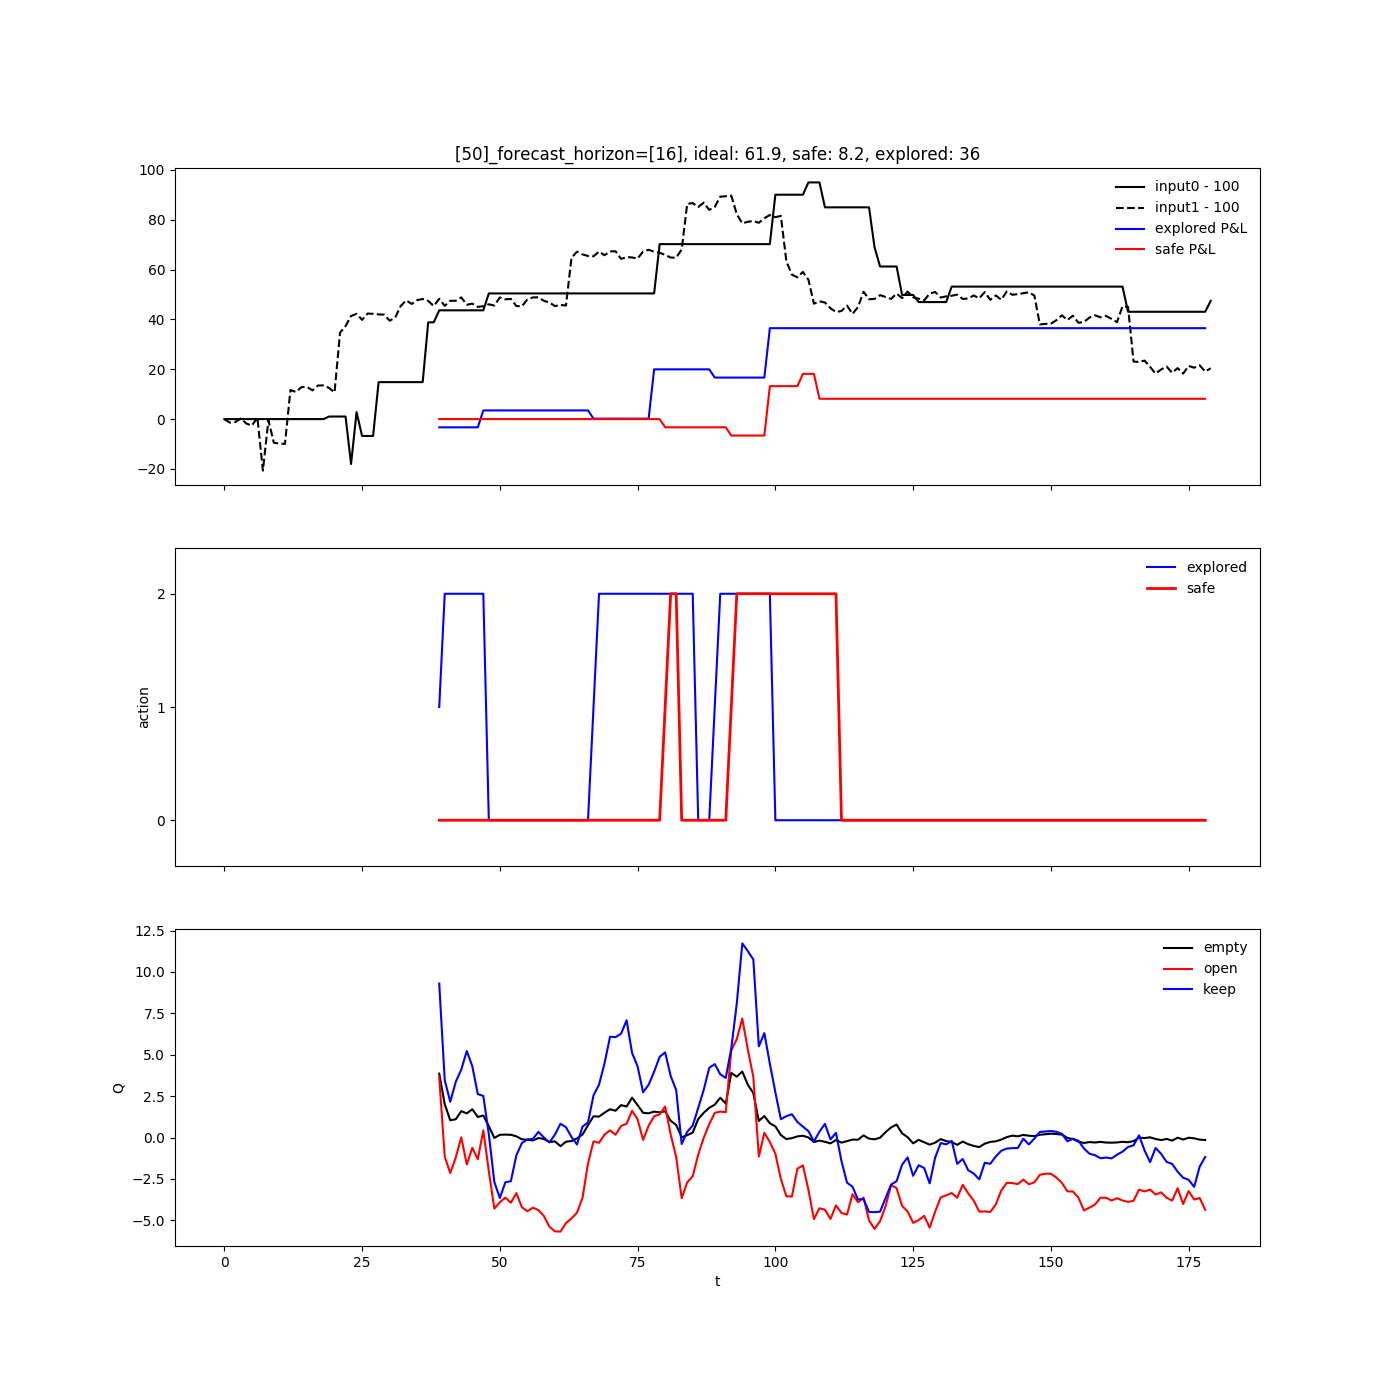 [50]_forecast_horizon=[16], ideal: 61.9, safe: 8.2, explored: 36
100
80
60
40
20
0
−20
input0 - 100
input1 - 100
explored P&L
safe P&L
action
2
1
0
explored
safe
Q
12.5
10.0
7.5
5.0
2.5
0.0
−2.5
−5.0
empty
open
keep
0 25 50 75 100 125 150 175
t